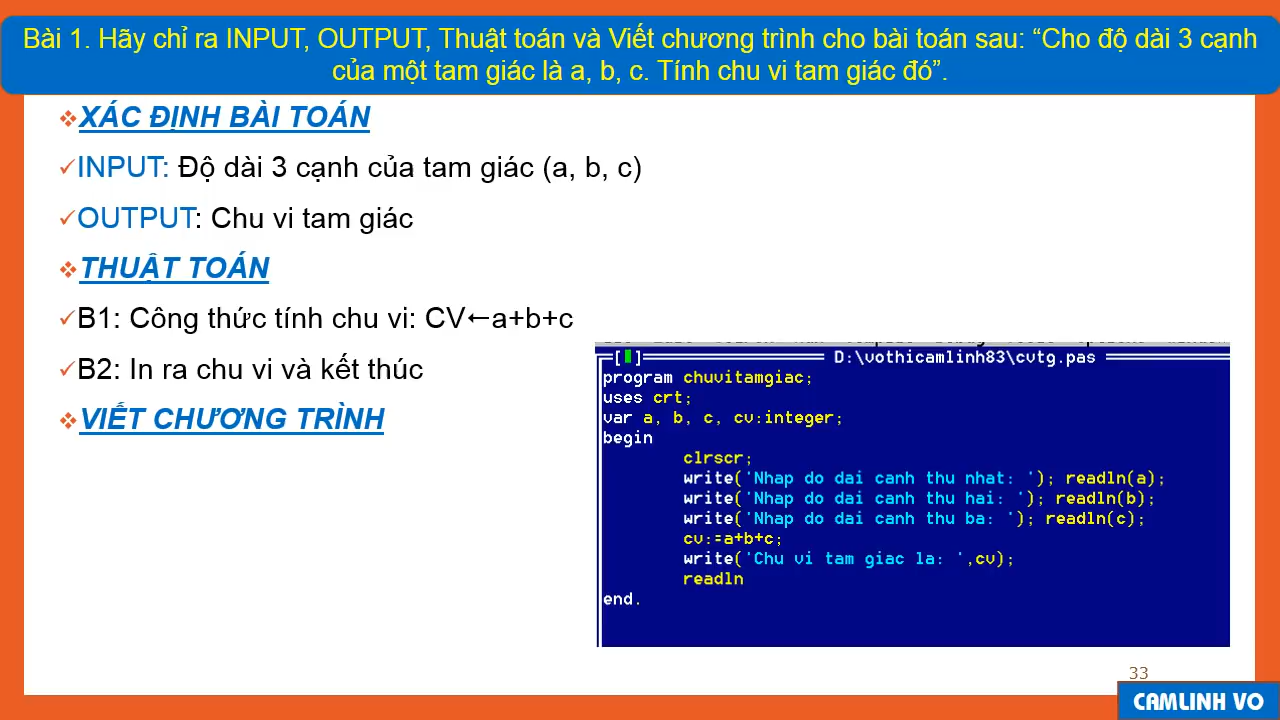 Bài 1. Hãy chỉ ra INPUT, OUTPUT, Thuật toán và Viết chương trình cho bài toán sau: “Cho độ dài 3 cạnh
của một tam giác là a, b, c. Tính chu vi tam giác đó”.
XÁC ĐỊNH BÀI TOÁN
INPUT: Độ dài 3 cạnh của tam giác (a, b, c)
OUTPUT: Chu vi tam giác
THUẬT TOÁN
B1: Công thức tính chu vi: CV←a+b+c
B2: In ra chu vi và kết thúc
VIẾT CHƯƠNG TRÌNH
D:\vothicamlinh83\cvtg.pas
program chuvitamgiac;
uses crt;
var a, b, c, cv:integer;
begin
clrscr;
write('Nhap do dai canh thu nhat: '); readln(a);
write('Nhap do dai canh thu hai: '); readln(b);
write('Nhap do dai canh thu ba: '); readln(c);
cv:=a+b+c;
write('Chu vi tam giac la: ',cv);
readln
end.
33
CAMLINH VO